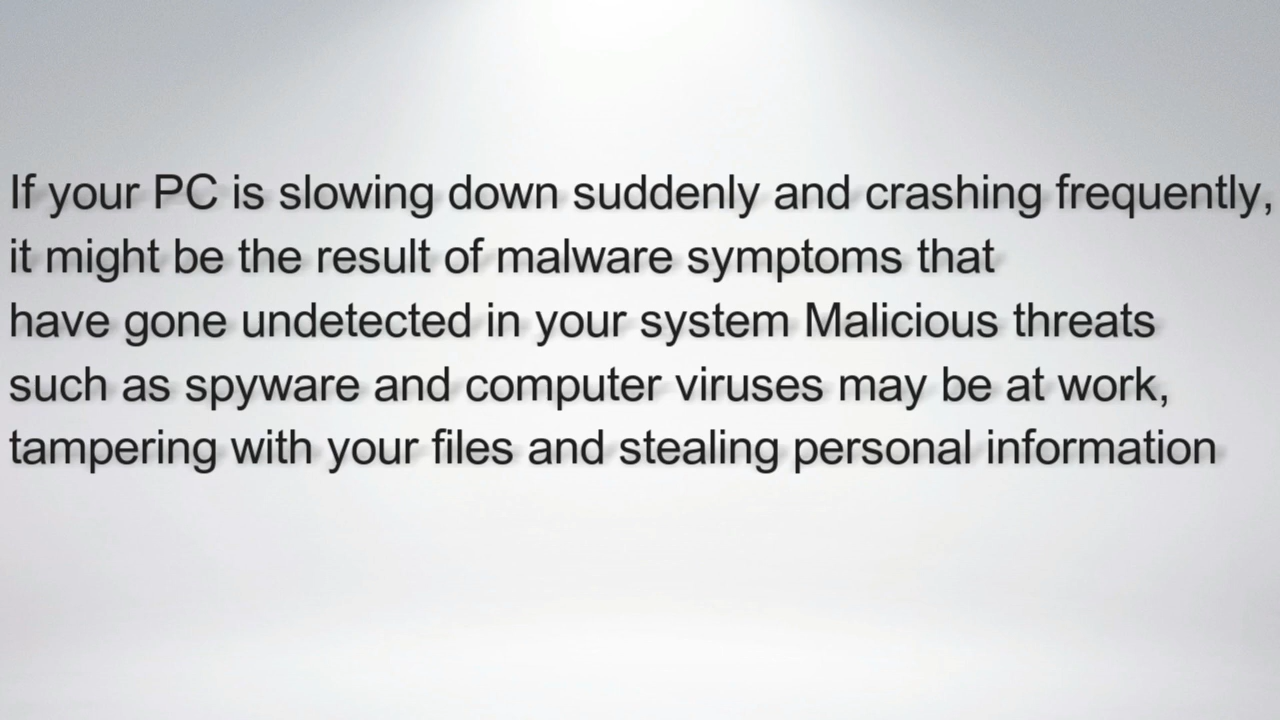 If your PC is slowing down suddenly and crashing frequently,
it might be the result of malware symptoms that
have gone undetected in your system Malicious threats
such as spyware and computer viruses may be at work,
tampering with your files and stealing personal information